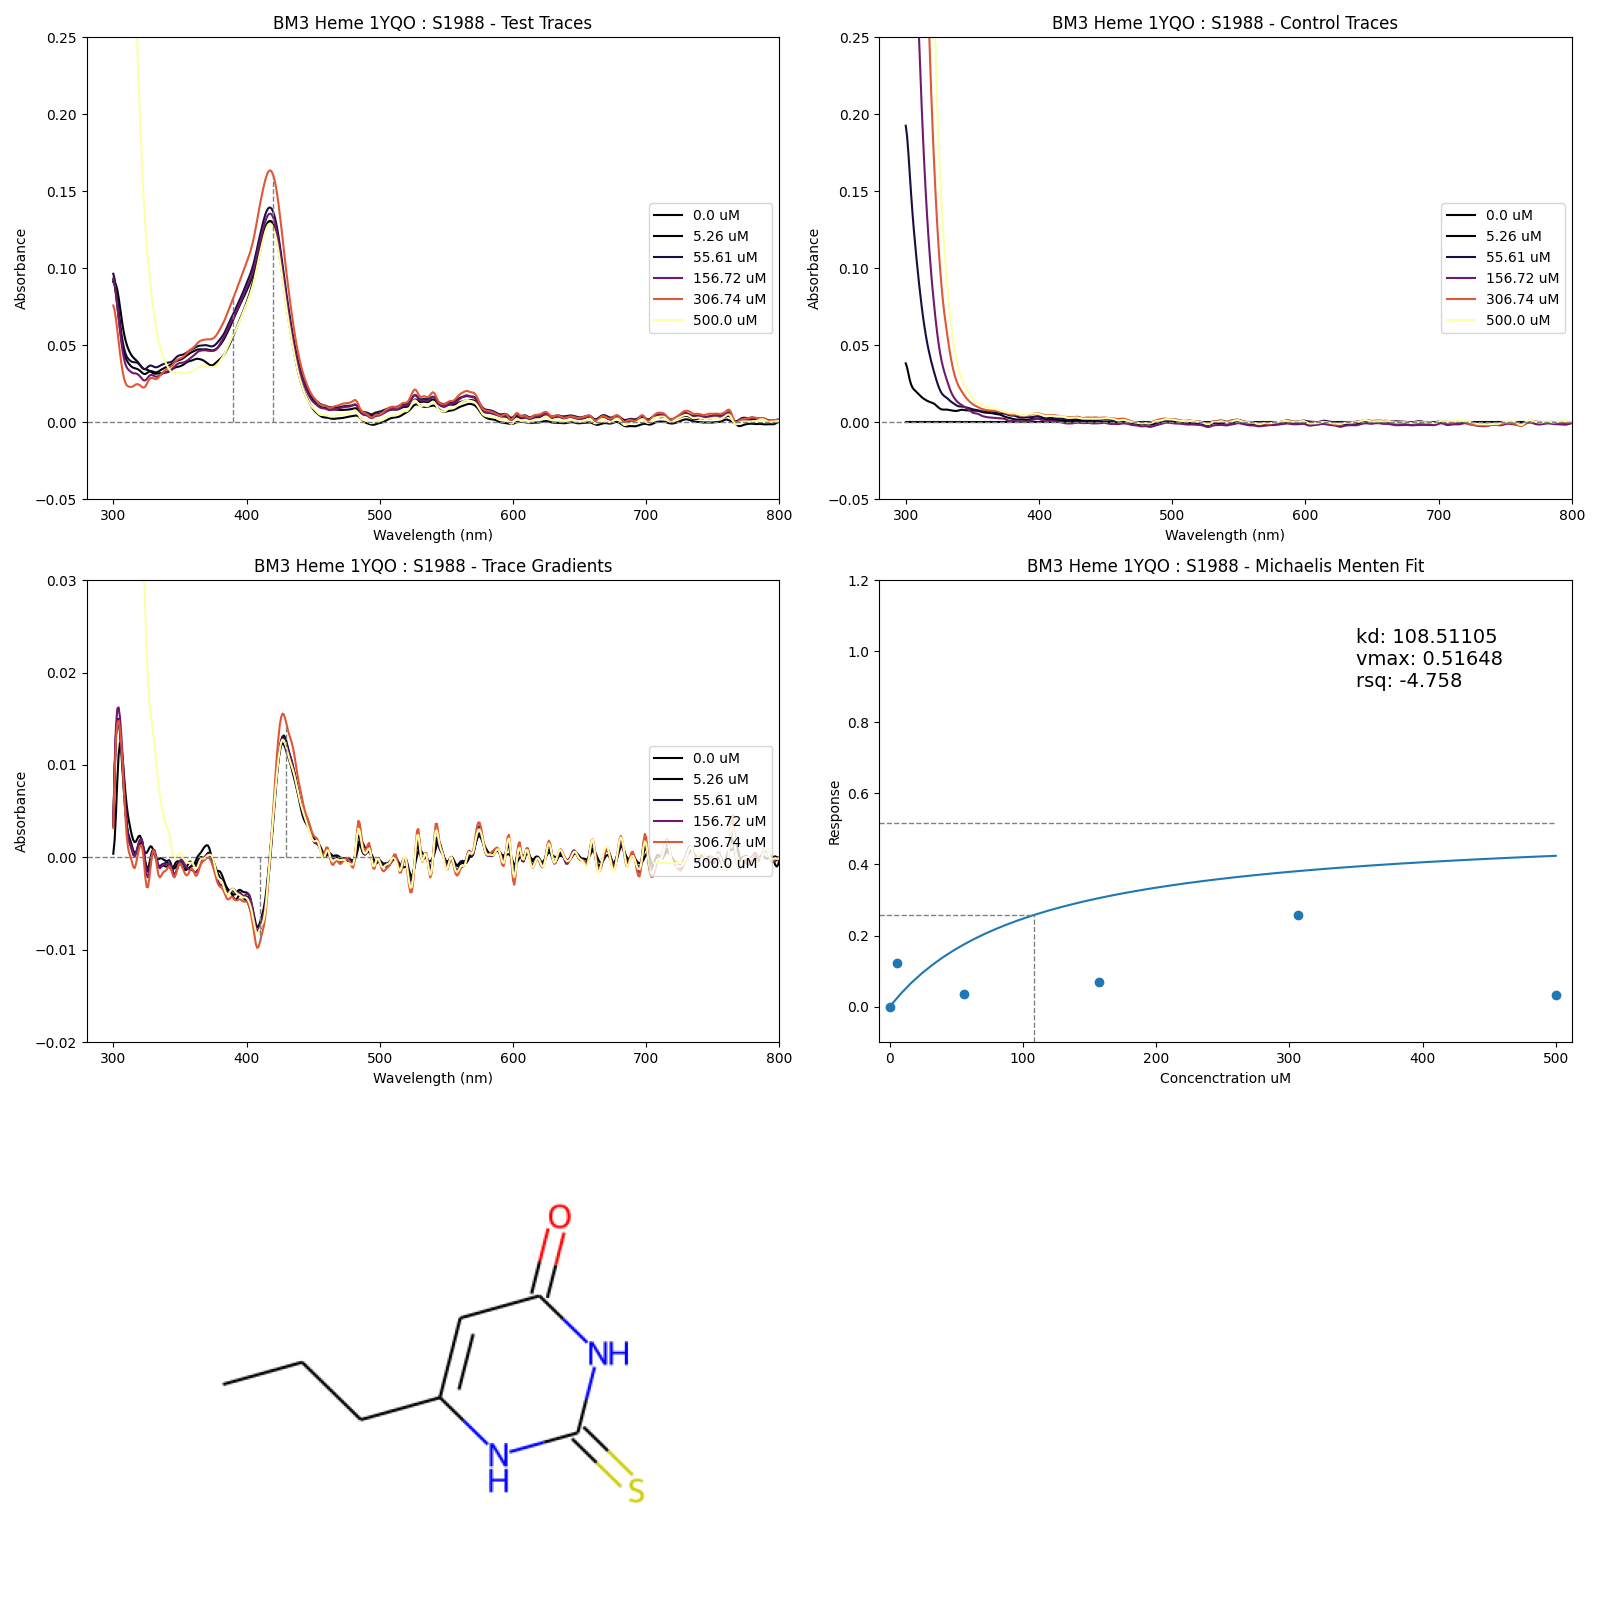 BM3 Heme 1YQO : S1988 - Test Traces
0.25
0.20
0.15
0.10
0.05
0.00
−0.05
Absorbance
300 400 500 600 700 800
Wavelength (nm)
0.0 uM
5.26 uM
55.61 uM
156.72 uM
306.74 uM
500.0 uM
BM3 Heme 1YQO : S1988 - Control Traces
0.25
0.20
0.15
0.10
0.05
0.00
−0.05
Absorbance
300 400 500 600 700 800
Wavelength (nm)
0.0 uM
5.26 uM
55.61 uM
156.72 uM
306.74 uM
500.0 uM
BM3 Heme 1YQO : S1988 - Trace Gradients
0.03
0.02
0.01
0.00
−0.01
−0.02
Absorbance
300 400 500 600 700 800
Wavelength (nm)
0.0 uM
5.26 uM
55.61 uM
156.72 uM
306.74 uM
500.0 uM
BM3 Heme 1YQO : S1988 - Michaelis Menten Fit
1.2
1.0
0.8
0.6
0.4
0.2
0.0
Response
kd: 108.51105
vmax: 0.51648
rsq: -4.758
0 100 200 300 400 500
Concenctration uM
O
NH
N
H
S